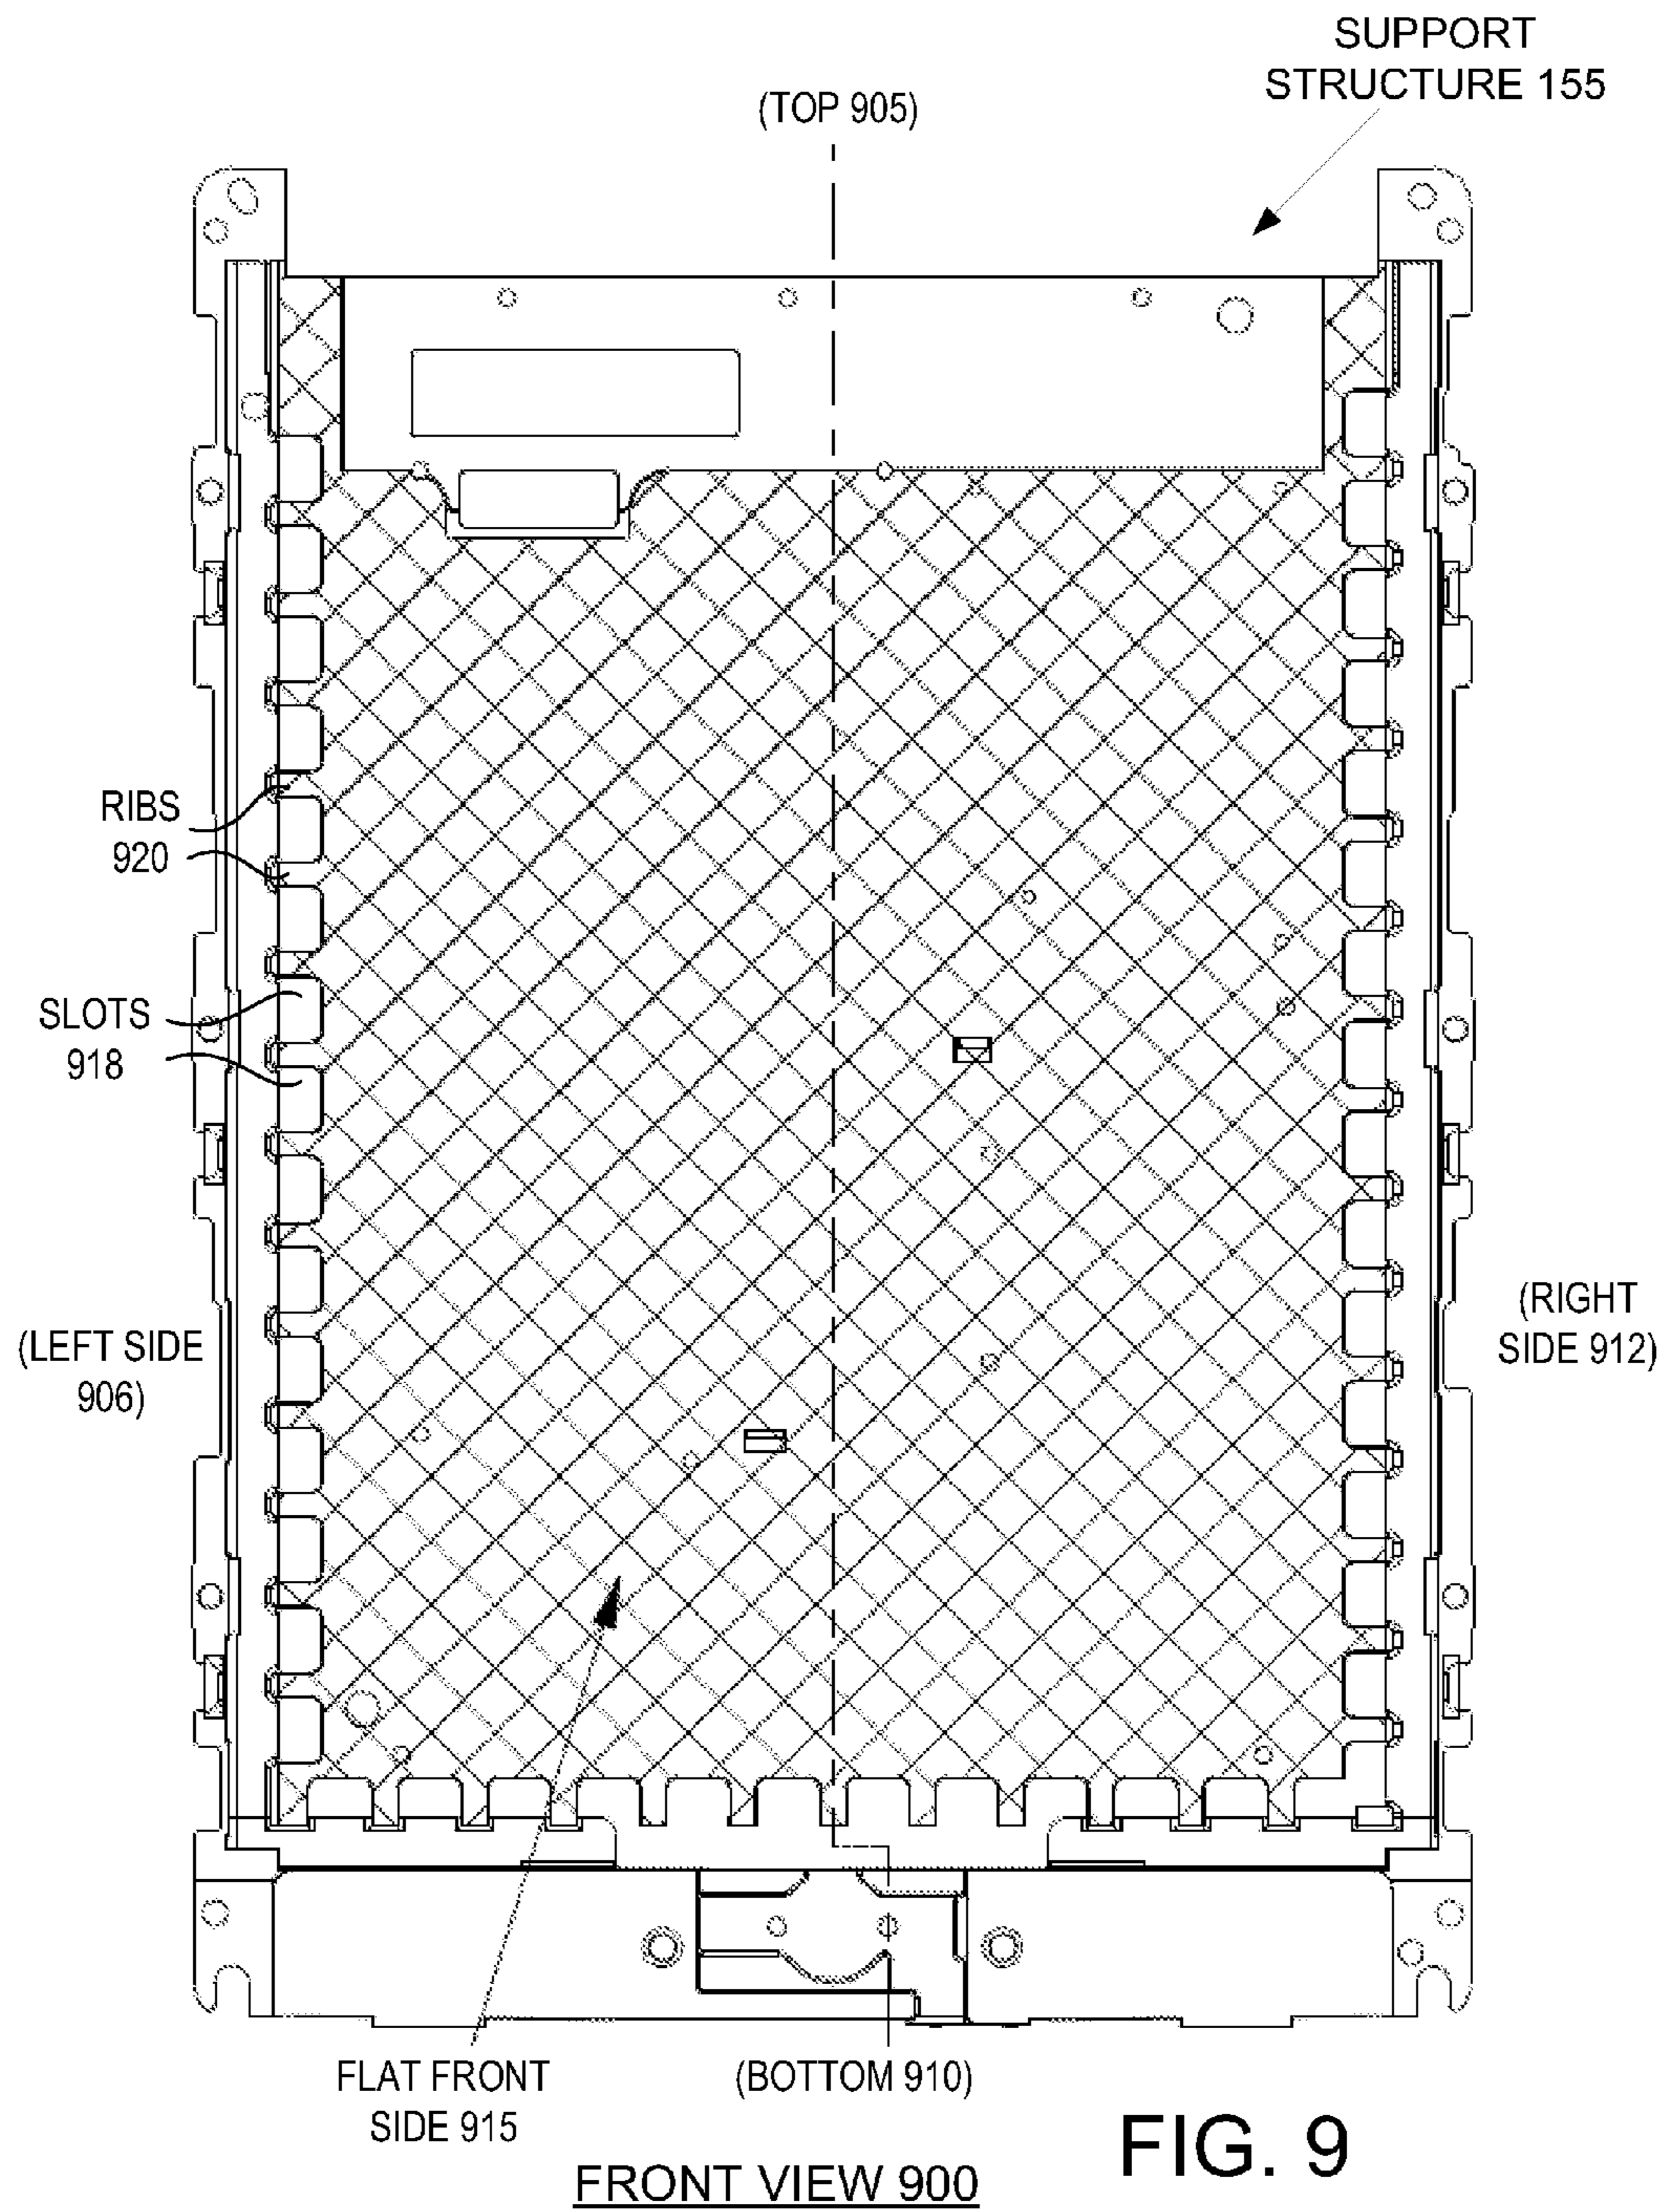 SUPPORT
STRUCTURE 155
(TOP 905)
RIBS
920
SLOTS
918
(LEFT SIDE
906)
(RIGHT
SIDE 912)
FLAT FRONT
SIDE 915
(BOTTOM 910)
FIG. 9
FRONT VIEW 900